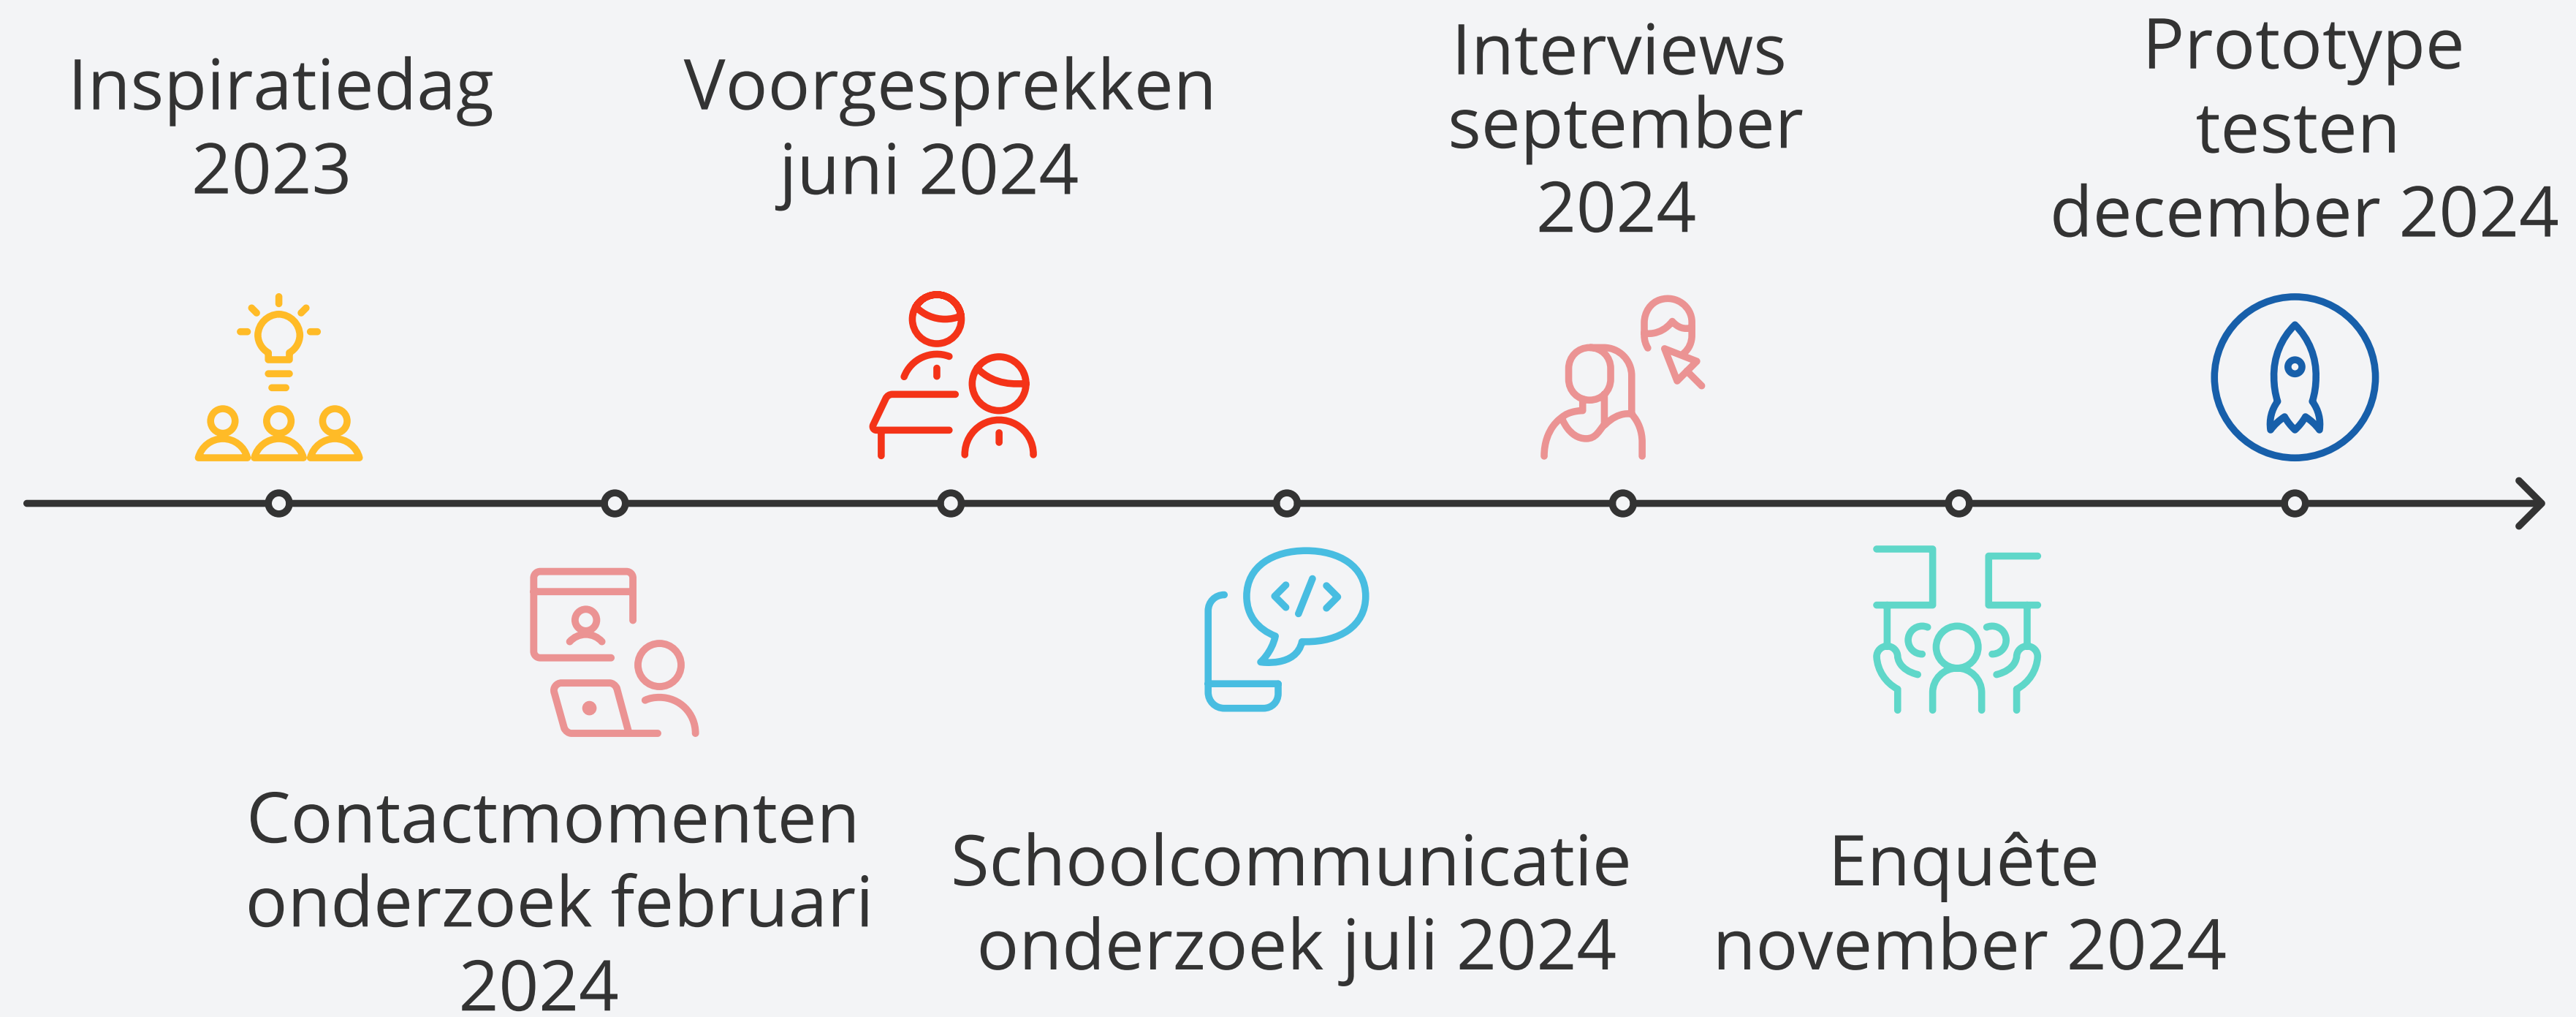 Inspiratiedag
2023
Contactmomenten
onderzoek februari
2024
Voorgesprekken
juni 2024
</>
Schoolcommunicatie
onderzoek juli 2024
Interviews
september
2024
Enquête
november 2024
Prototype
testen
december 2024